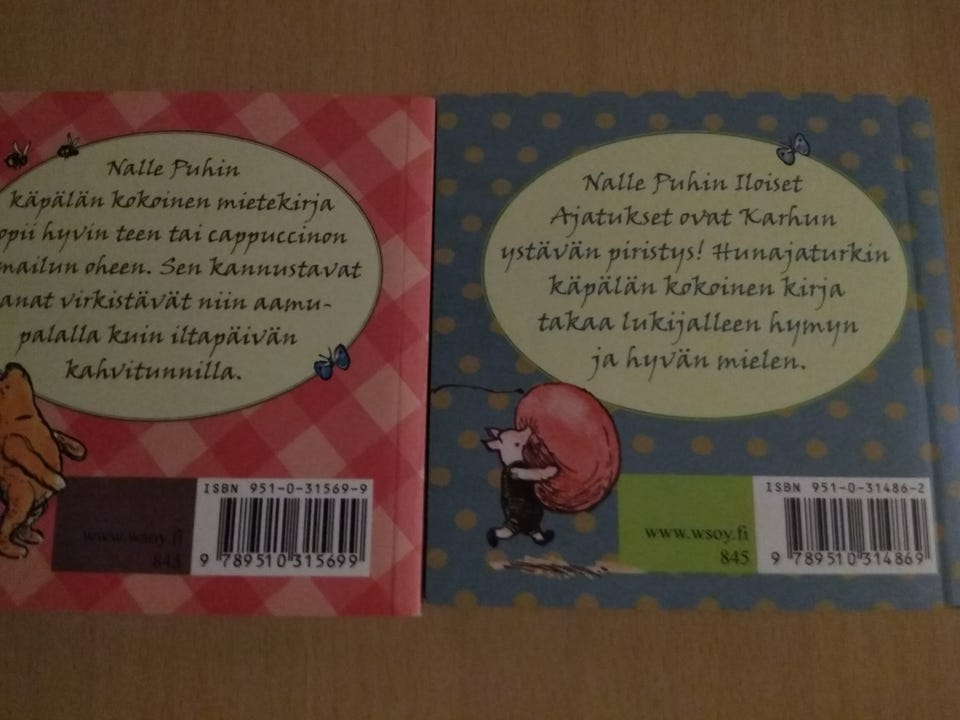 Nalle Puhin
käpälän kokoinen mietekirja
opii hyvin teen tai cappuccinon
mailun oheen. Sen kannustavat
anat virkistävät niin aamu-
palalla kuin iltapäivän
kahvitunnilla.
www.wsoy.fi
845
ISBN 951-0-31569-9
9 789510 315699
Nalle Puhin Iloiset
Ajatukset ovat Karhun
ystävän piristys! Hunajaturkin
käpälän kokoinen kirja
takaa lukijalleen hymyn
ja hyvän mielen.
www.wsoy.fi
845
ISBN 951-0-31486-2
9 789510 314869